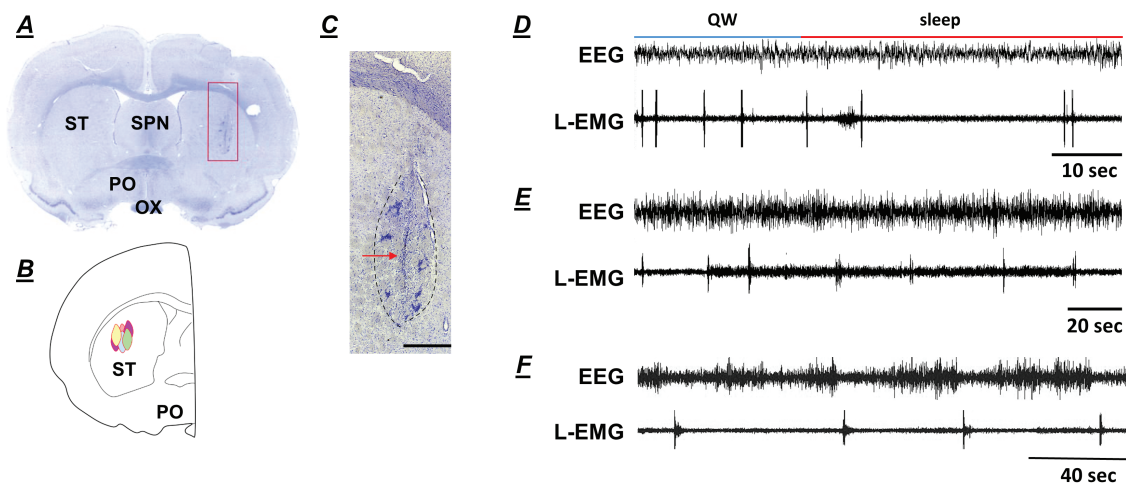 A
ST
SPN
PO
OX
B
ST
PO
C
D
QW
sleep
EEG
L-EMG
10 sec
E
EEG
L-EMG
20 sec
F
EEG
L-EMG
40 sec